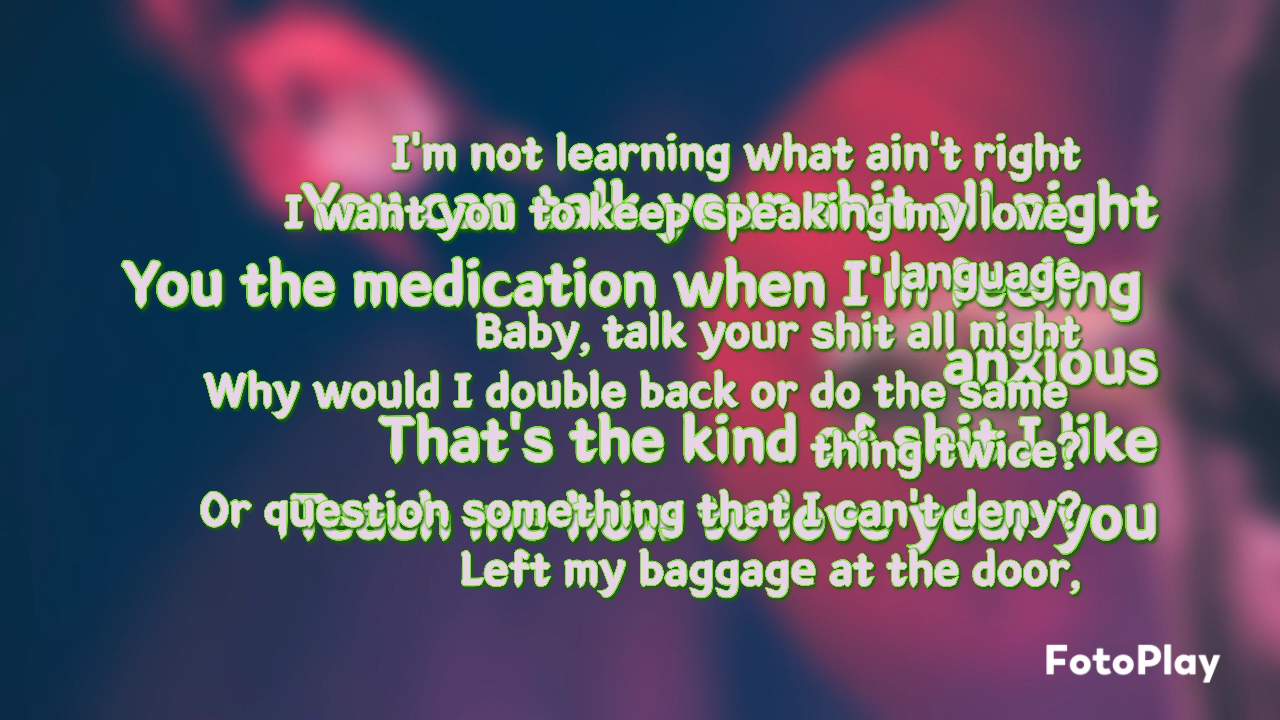 I'm not learning what ain't right
You can talk your shit all night
I want you to keep speaking my love
language
You the medication when I'm feeling
anxious
Baby, talk your shit all night
Why would I double back or do the same
thing twice?
That's the kind of shit I like
Or question something that I can't deny?
Teach me how to love you
Left my baggage at the door,
FotoPlay